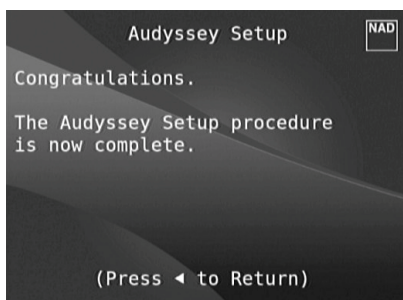 Audyssey Setup
NAD
Congratulations.
The Audyssey Setup procedure
is now complete.
(Press ◄ to Return)